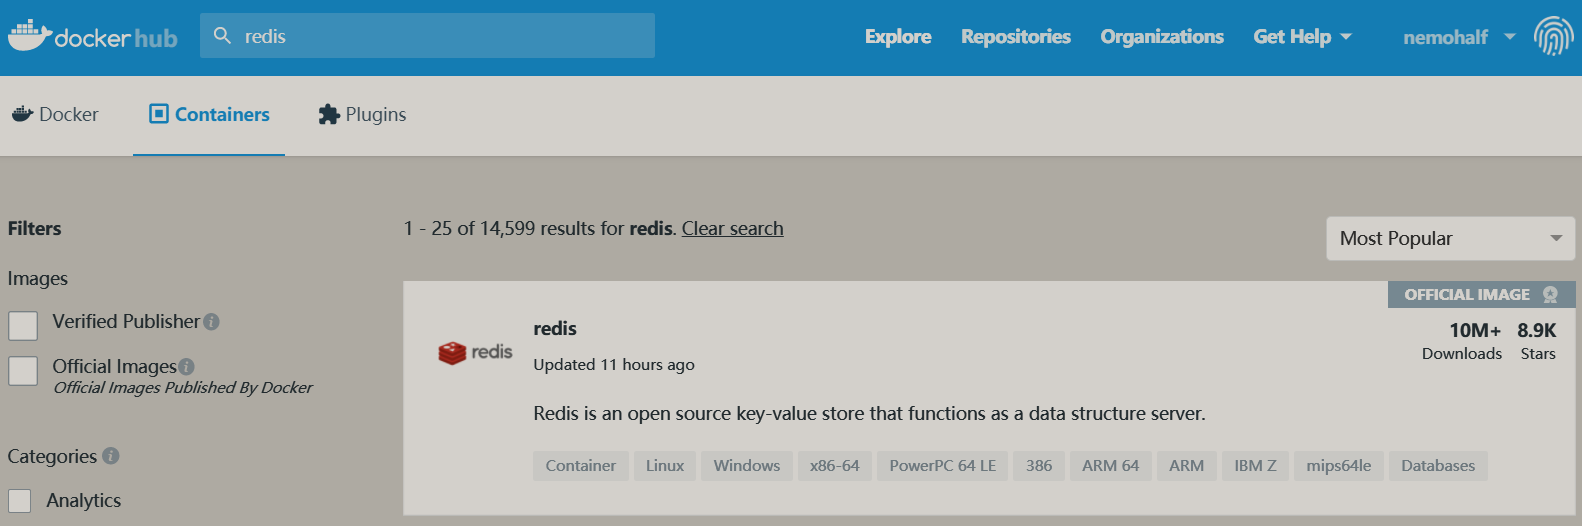 docker hub
redis
Explore
Repositories
Organizations
Get Help
nemohalf
Docker
Containers
Plugins
Filters
Images
Verified Publisher
Official Images
Official Images Published By Docker
Categories
Analytics
1 - 25 of 14,599 results for redis. Clear search
Most Popular
OFFICIAL IMAGE
redis
redis
Updated 11 hours ago
10M+ 8.9K
Downloads Stars
Redis is an open source key-value store that functions as a data structure server.
Container Linux Windows x86-64 PowerPC 64 LE 386 ARM 64 ARM IBM Z mips64le Databases